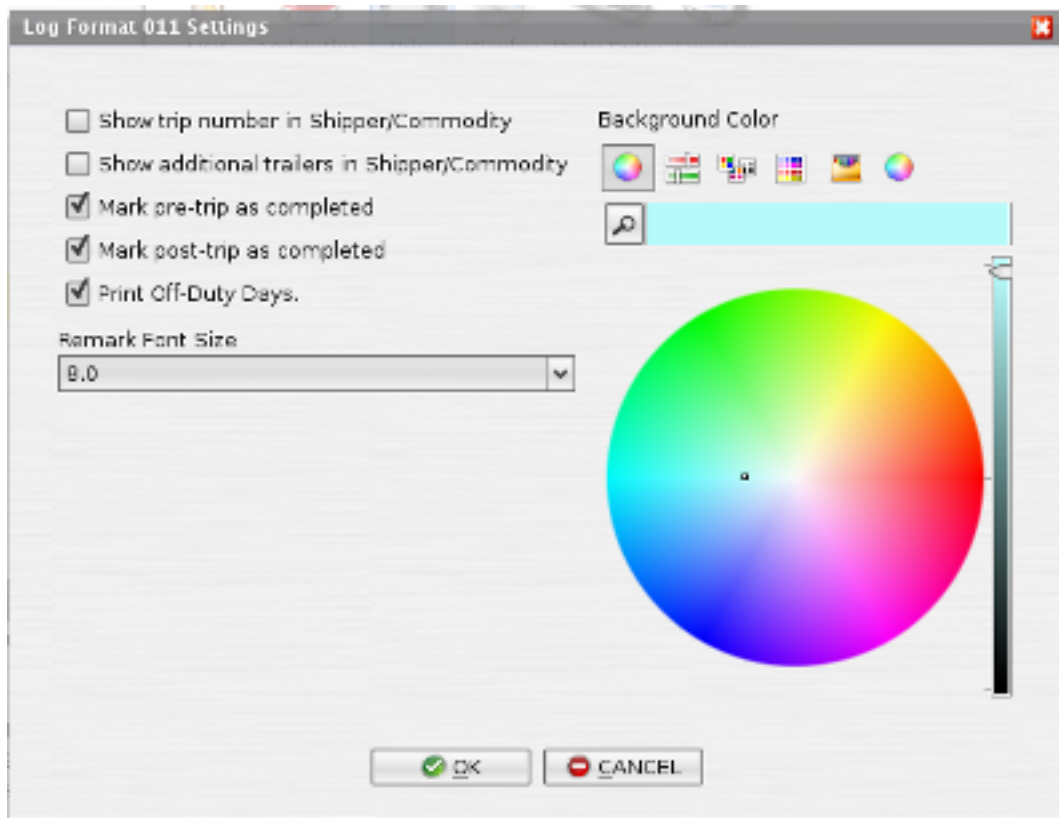 Log Format 011 Settings
Show trip number in Shipper/Commodity
Show additional trailers in Shipper/Commodity
Mark pre-trip as completed
Mark post-trip as completed
Print Off-Duty Days.
Remark Font Size
8.0
Background Color
OK
CANCEL